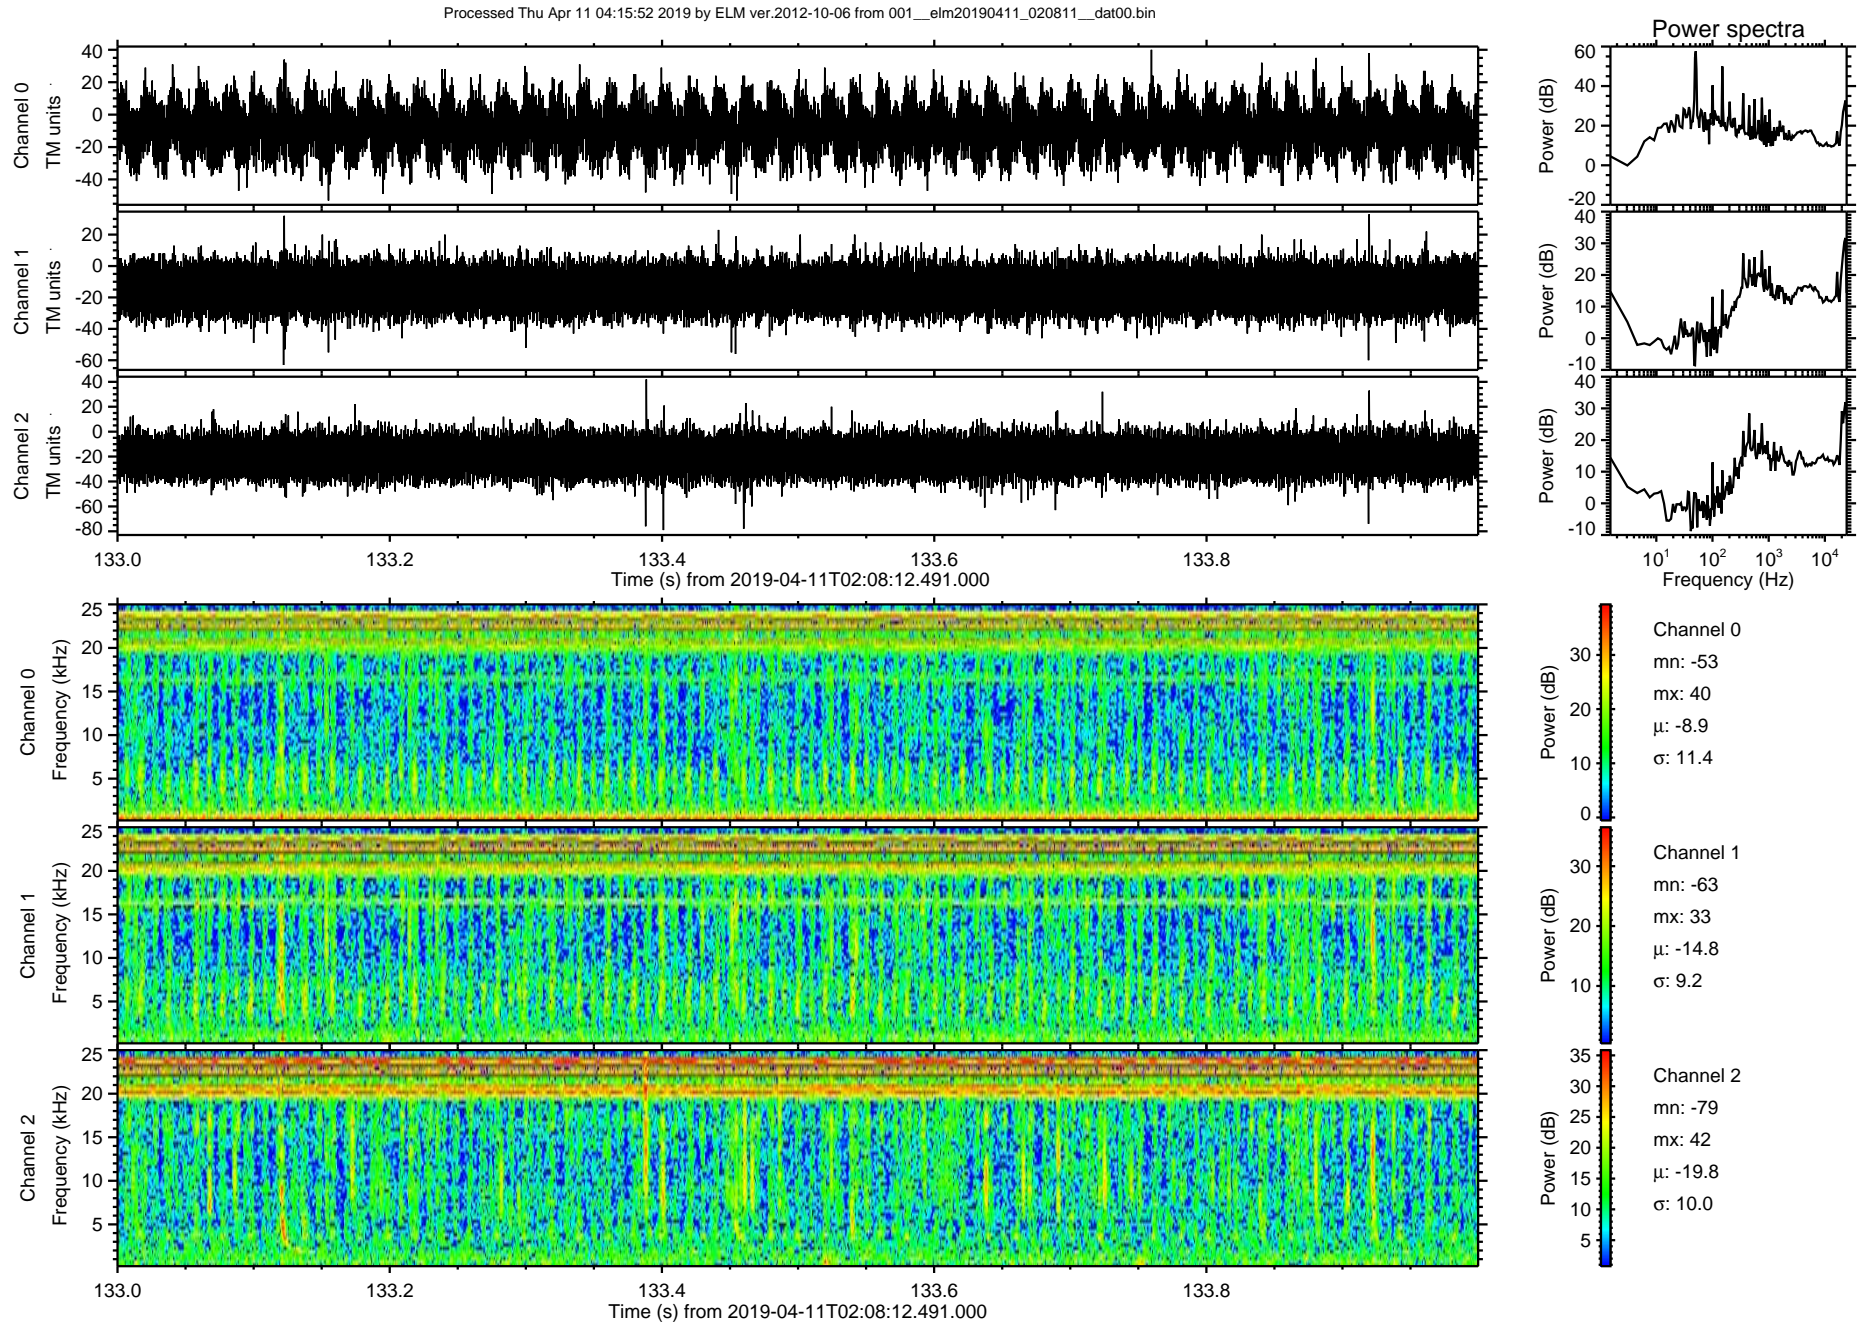 Processed Thu Apr 11 04:15:52 2019 by ELM ver.2012-10-06 from 001__elm20190411_020811__dat00.bin
Power spectra
Channel 0
TM units
40
20
0
-20
-40
Power (dB)
60
40
20
0
-20
Channel 1
TM units
20
0
-20
-40
-60
Power (dB)
40
30
20
10
0
-10
Channel 2
TM units
40
20
0
-20
-40
-60
-80
Power (dB)
40
30
20
10
0
-10
133.0 133.2 133.4 133.6 133.8
Time (s) from 2019-04-11T02:08:12.491.000
10¹ 10² 10³ 10⁴
Frequency (Hz)
Channel 0
Frequency (kHz)
25
20
15
10
5
Power (dB)
30
20
10
0
Channel 0
mn: -53
mx: 40
μ: -8.9
σ: 11.4
Channel 1
Frequency (kHz)
25
20
15
10
5
Power (dB)
30
20
10
Channel 1
mn: -63
mx: 33
μ: -14.8
σ: 9.2
Channel 2
Frequency (kHz)
25
20
15
10
5
Power (dB)
35
30
25
20
15
10
5
Channel 2
mn: -79
mx: 42
μ: -19.8
σ: 10.0
133.0 133.2 133.4 133.6 133.8
Time (s) from 2019-04-11T02:08:12.491.000